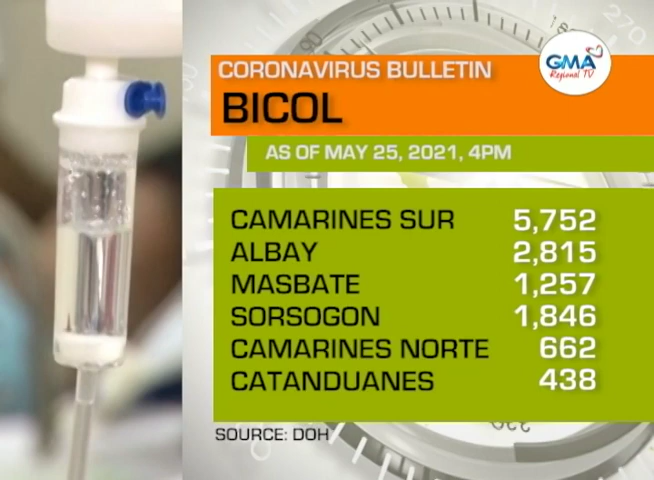 GMA
Regional TV
CORONAVIRUS BULLETIN
BICOL
AS OF MAY 25, 2021, 4PM
CAMARINES SUR 5,752
ALBAY 2,815
MASBATE 1,257
SORSOGON 1,846
CAMARINES NORTE 662
CATANDUANES 438
SOURCE: DOH
270